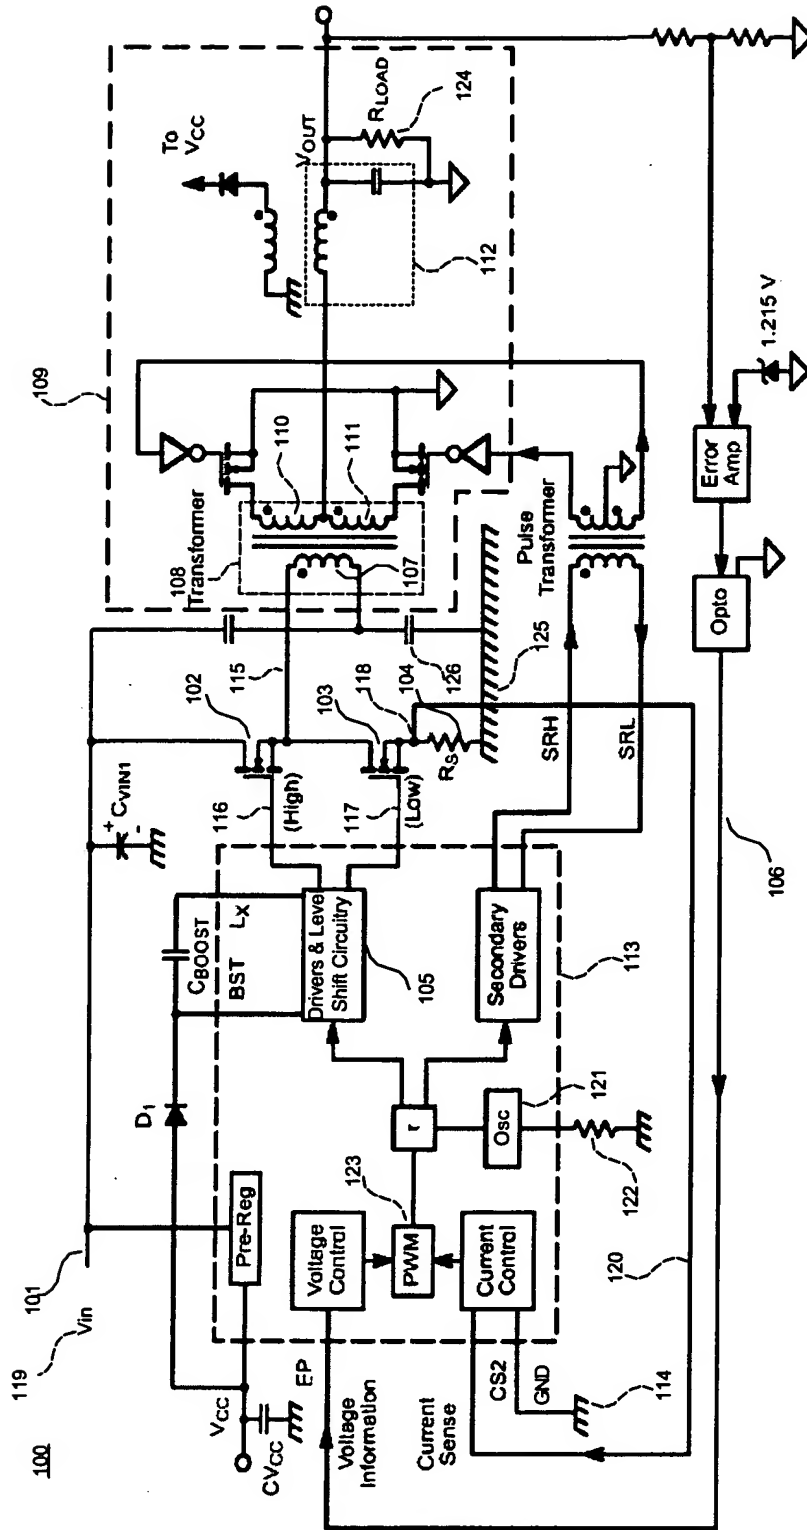 100
119
Vin
101
VCC
CVCC
EP
Voltage
Information
Current
Sense
CS2
GND
114
Pre-Reg
Voltage
Control
PWM
123
Current
Control
D1
CBOOST
BST
LX
Drivers & Level
Shift Circuitry
105
τ
Osc
121
122
Secondary
Drivers
113
120
+ CVIN1
-
116
(High)
117
(Low)
102
103
118
104
RS
115
126
125
SRH
SRL
106
109
108
Transformer
107
110
111
Pulse
Transformer
To
VCC
VOUT
112
RLOAD
124
Opto
Error
Amp
1.215 V